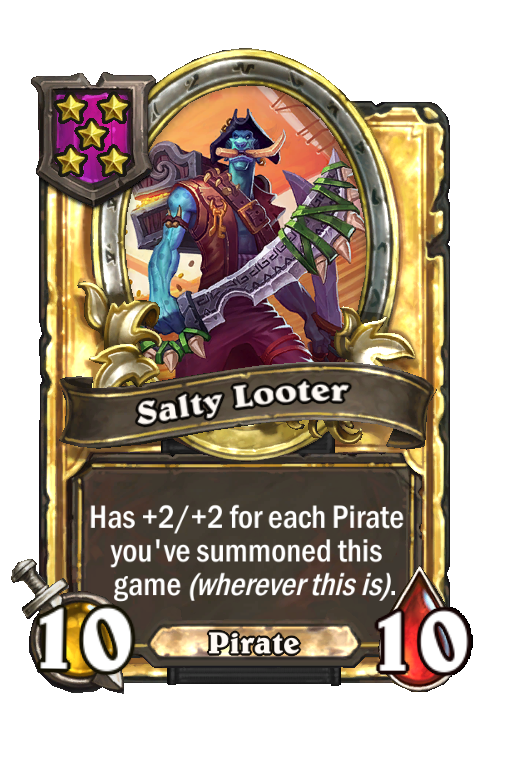 Salty Looter
Has +2/+2 for each Pirate
you've summoned this
game (wherever this is).
10
Pirate
10